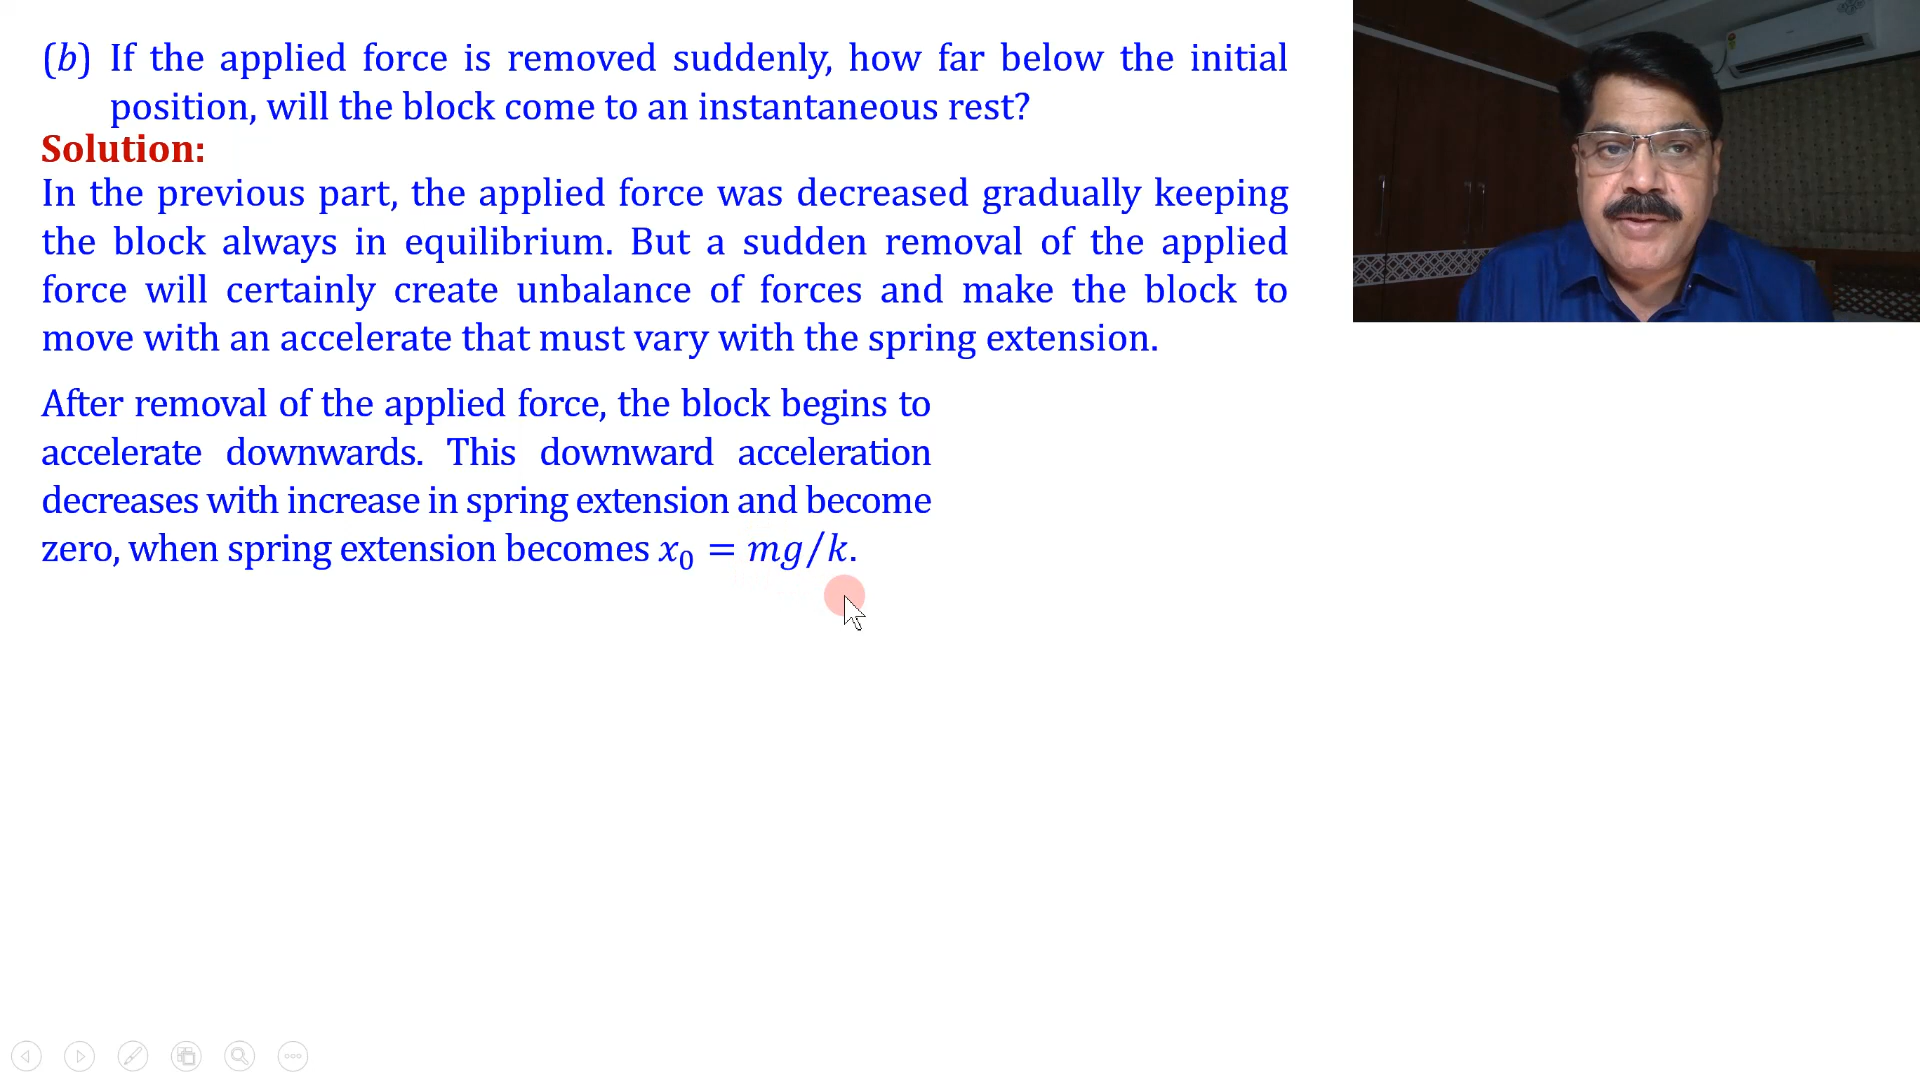 (b) If the applied force is removed suddenly, how far below the initial
position, will the block come to an instantaneous rest?
Solution:
In the previous part, the applied force was decreased gradually keeping
the block always in equilibrium. But a sudden removal of the applied
force will certainly create unbalance of forces and make the block to
move with an accelerate that must vary with the spring extension.
After removal of the applied force, the block begins to
accelerate downwards. This downward acceleration
decreases with increase in spring extension and become
zero, when spring extension becomes x₀ = mg/k.